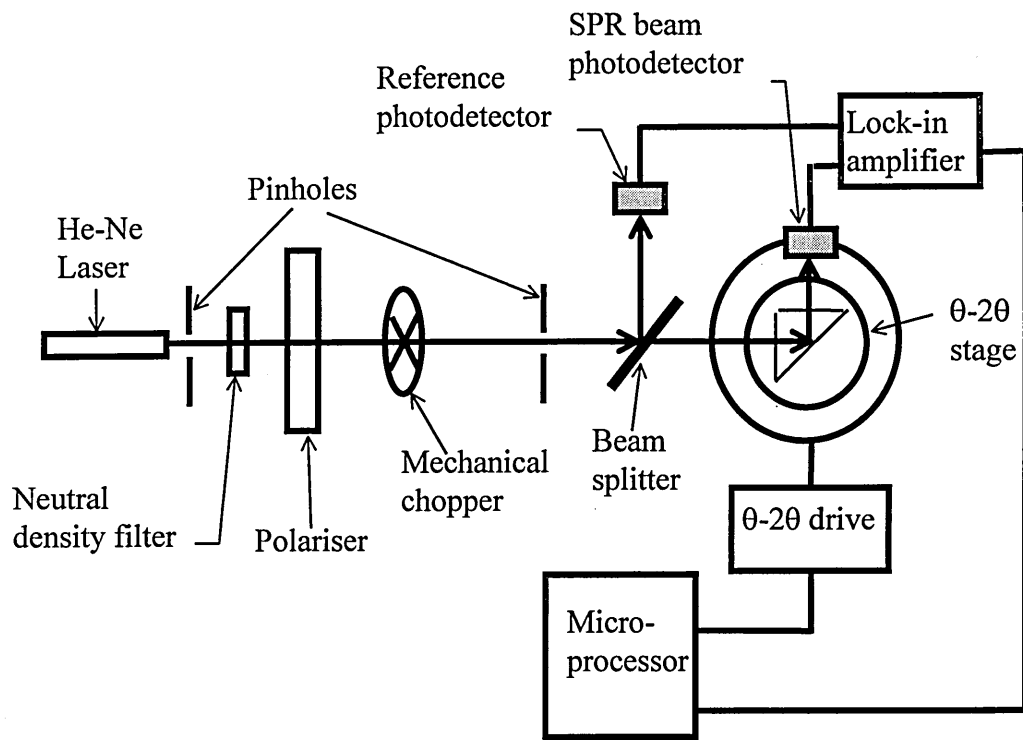 SPR beam
photodetector
Reference
photodetector
Lock-in
amplifier
Pinholes
He-Ne
Laser
θ-2θ
stage
Beam
splitter
Mechanical
chopper
Neutral
density filter
Polariser
θ-2θ drive
Micro-
processor